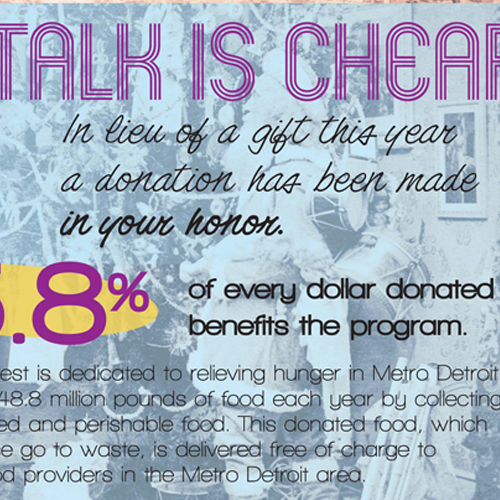 TALK IS CHEAP
In lieu of a gift this year
a donation has been made
in your honor.
.8%
of every dollar donated
benefits the program.
est is dedicated to relieving hunger in Metro Detroit
48.8 million pounds of food each year by collecting
ed and perishable food. This donated food, which
se go to waste, is delivered free of charge to
od providers in the Metro Detroit area.